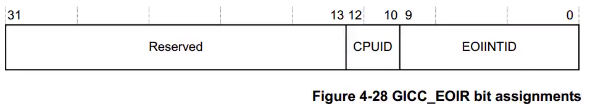 31 13 12 10 9 0
Reserved CPUID EOIINTID
Figure 4-28 GICC_EOIR bit assignments